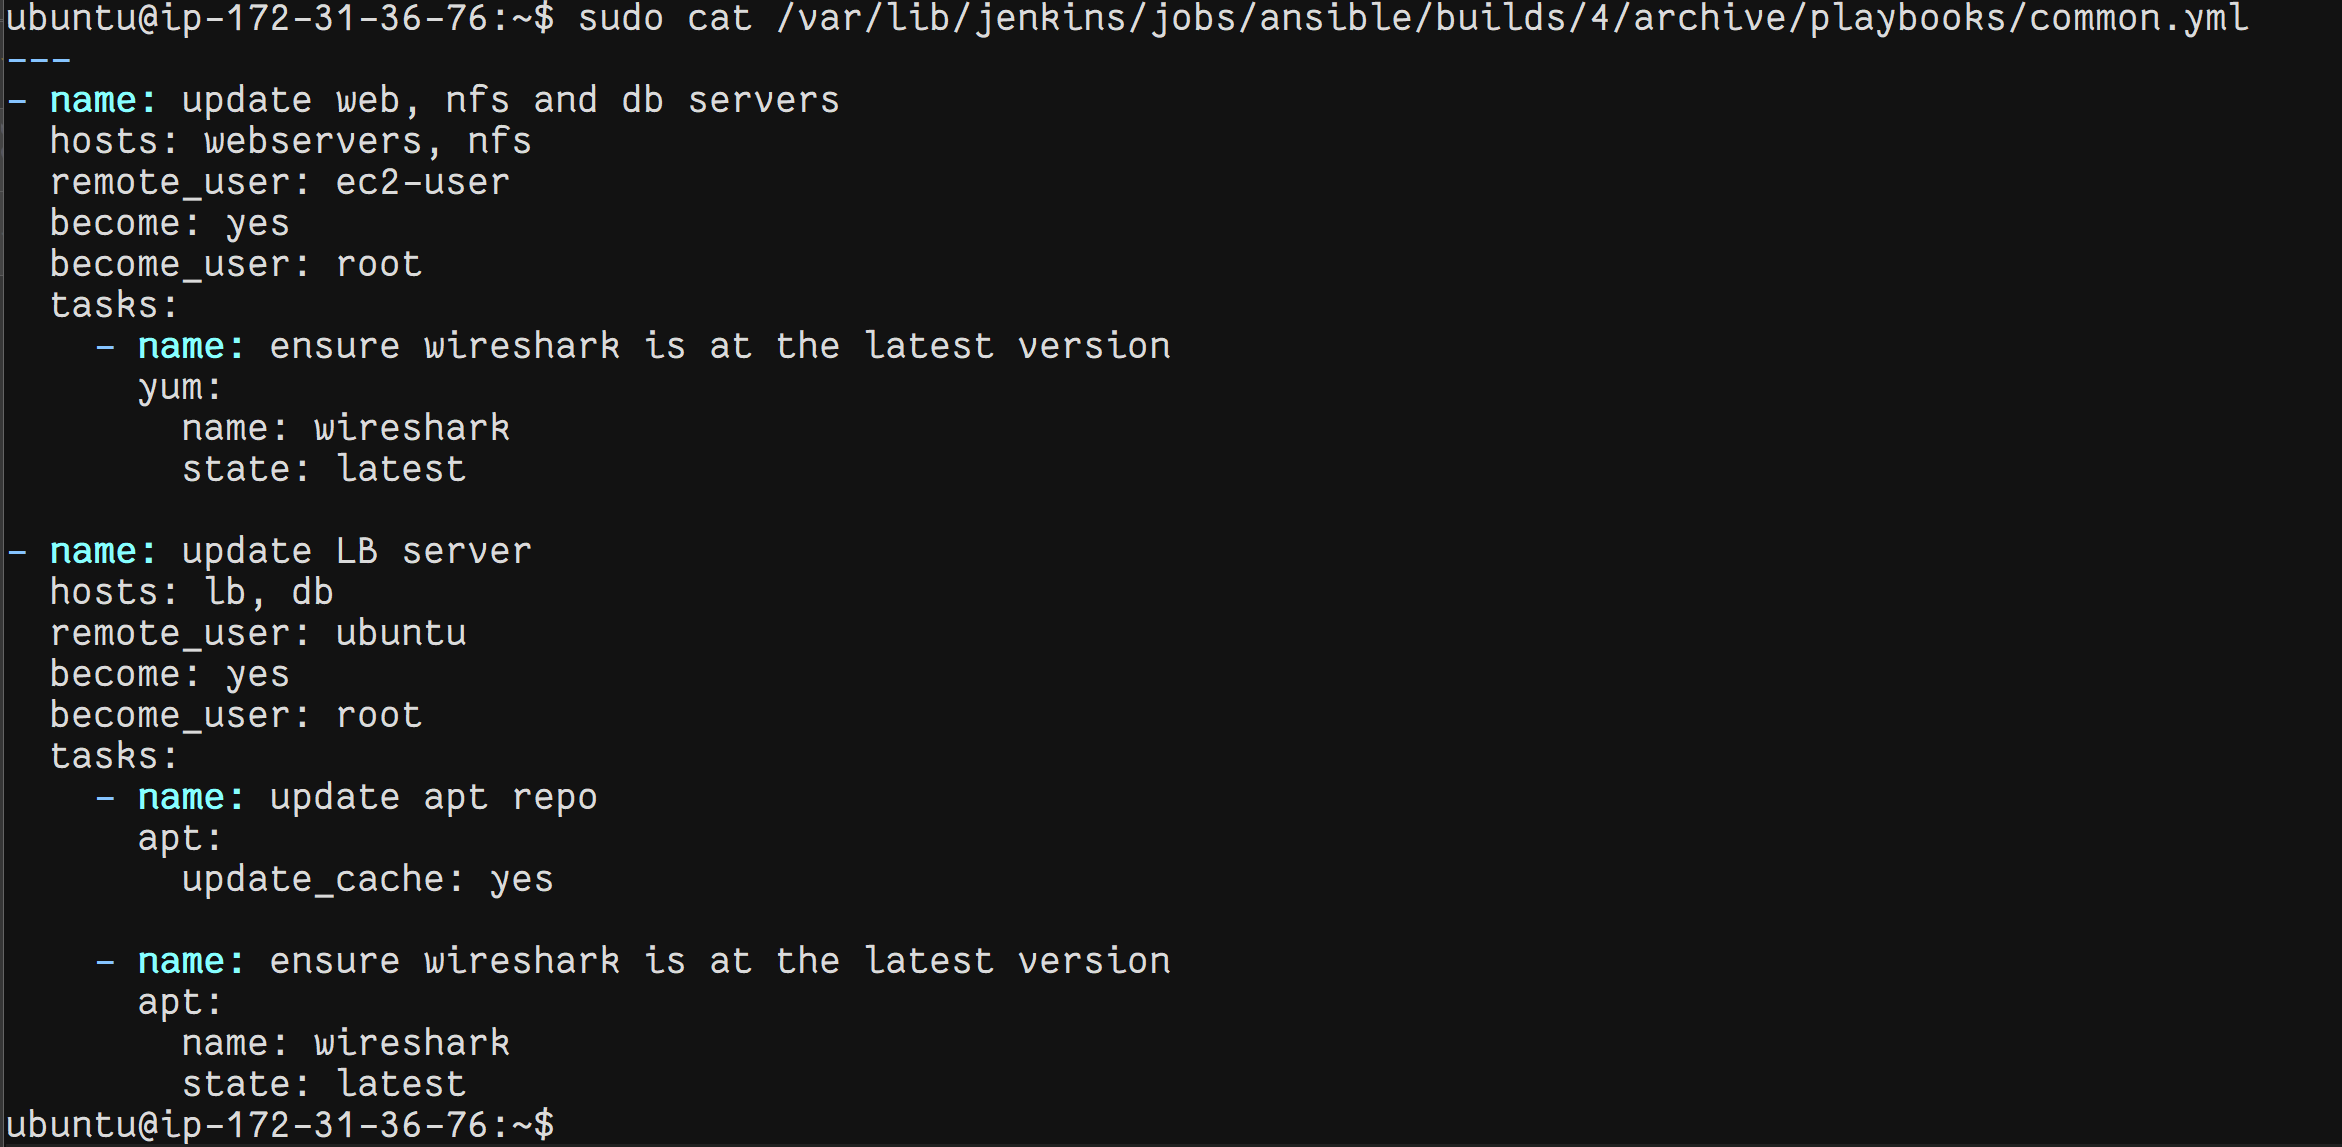 ubuntu@ip-172-31-36-76:~$ sudo cat /var/lib/jenkins/jobs/ansible/builds/4/archive/playbooks/common.yml
---
- name: update web, nfs and db servers
  hosts: webservers, nfs
  remote_user: ec2-user
  become: yes
  become_user: root
  tasks:
    - name: ensure wireshark is at the latest version
      yum:
        name: wireshark
        state: latest

- name: update LB server
  hosts: lb, db
  remote_user: ubuntu
  become: yes
  become_user: root
  tasks:
    - name: update apt repo
      apt:
        update_cache: yes

    - name: ensure wireshark is at the latest version
      apt:
        name: wireshark
        state: latest
ubuntu@ip-172-31-36-76:~$